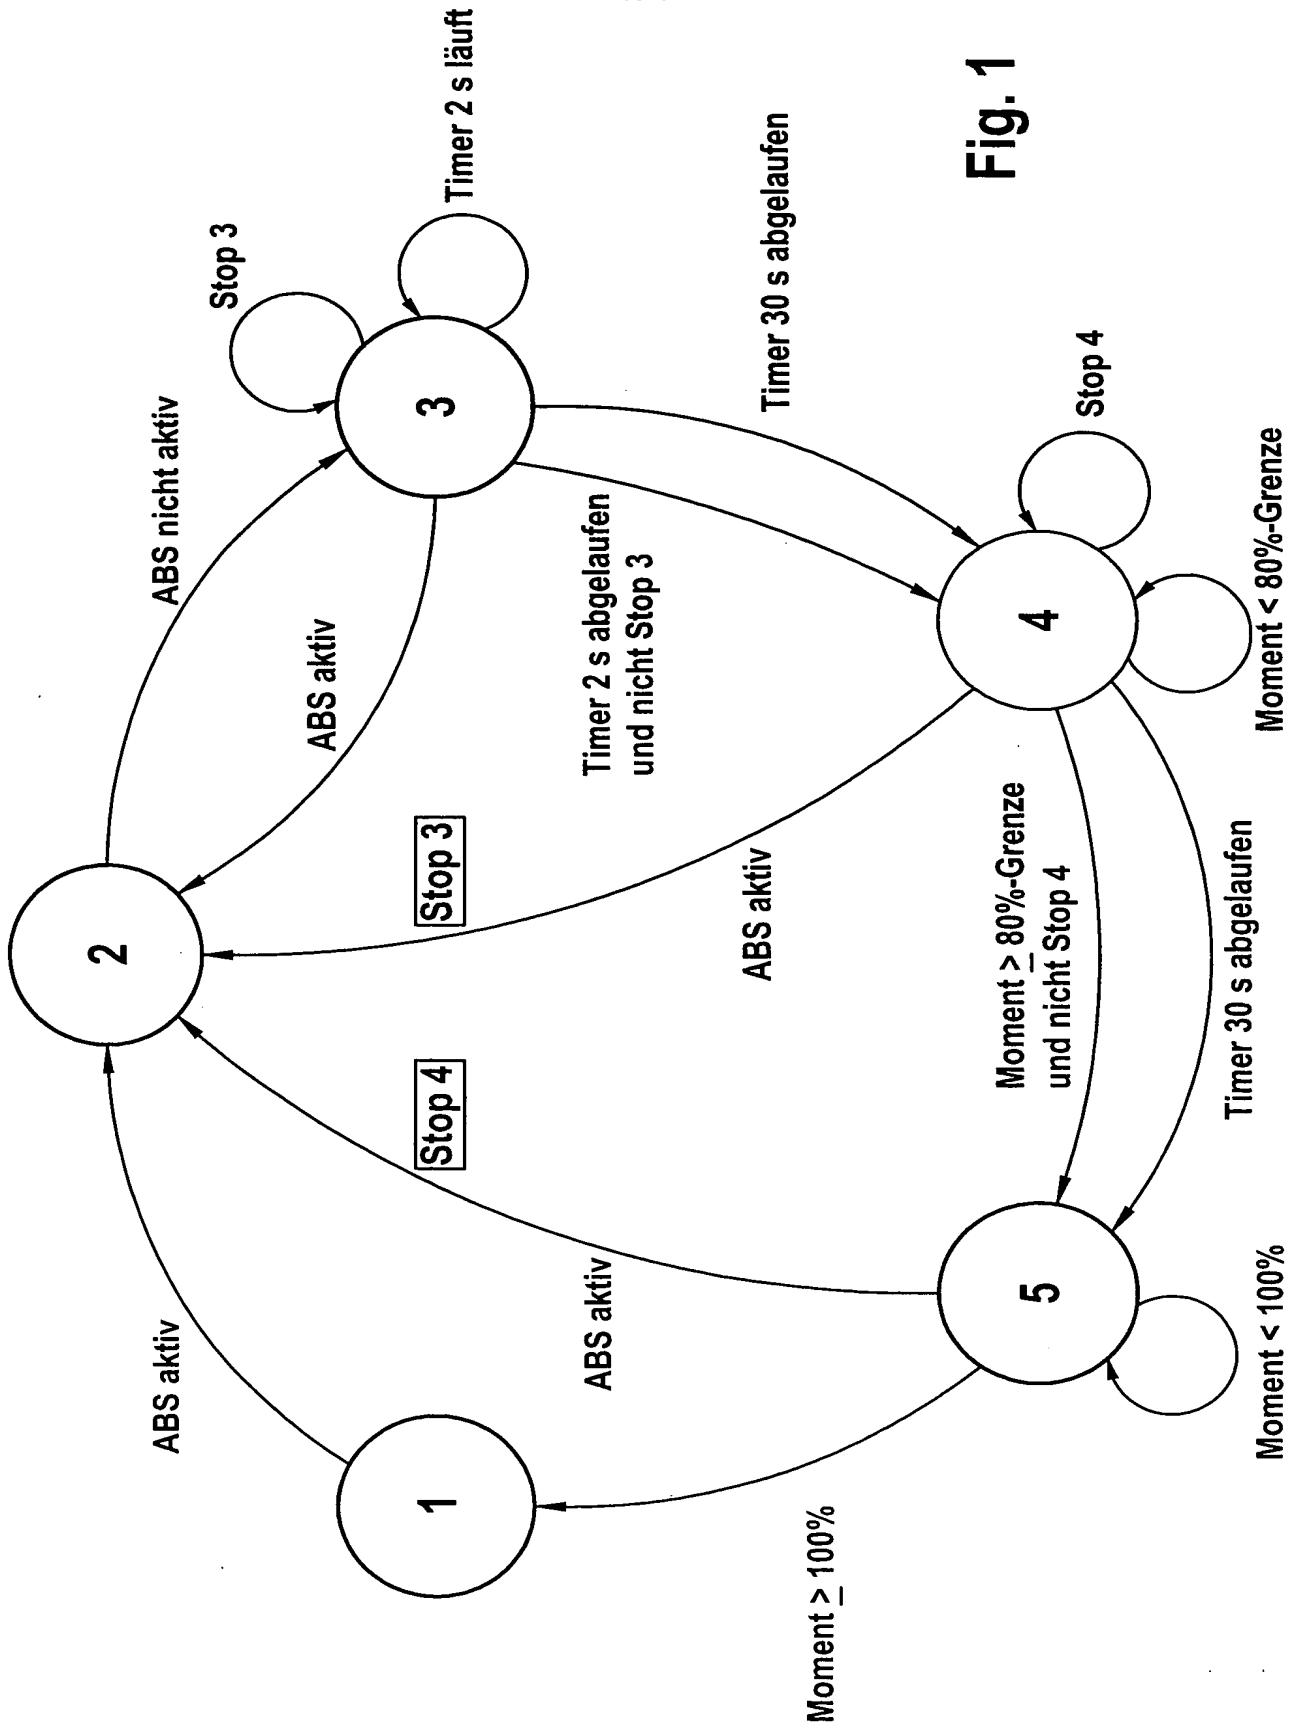 ABS aktiv
2
ABS nicht aktiv
Stop 3
Timer 2 s läuft
ABS aktiv
1
Stop 4
Stop 3
3
ABS aktiv
Timer 2 s abgelaufen
und nicht Stop 3
ABS aktiv
Timer 30 s abgelaufen
Moment ≥ 100%
5
Moment ≥ 80%-Grenze
und nicht Stop 4
4
Stop 4
Moment < 100%
Timer 30 s abgelaufen
Moment < 80%-Grenze
Fig. 1